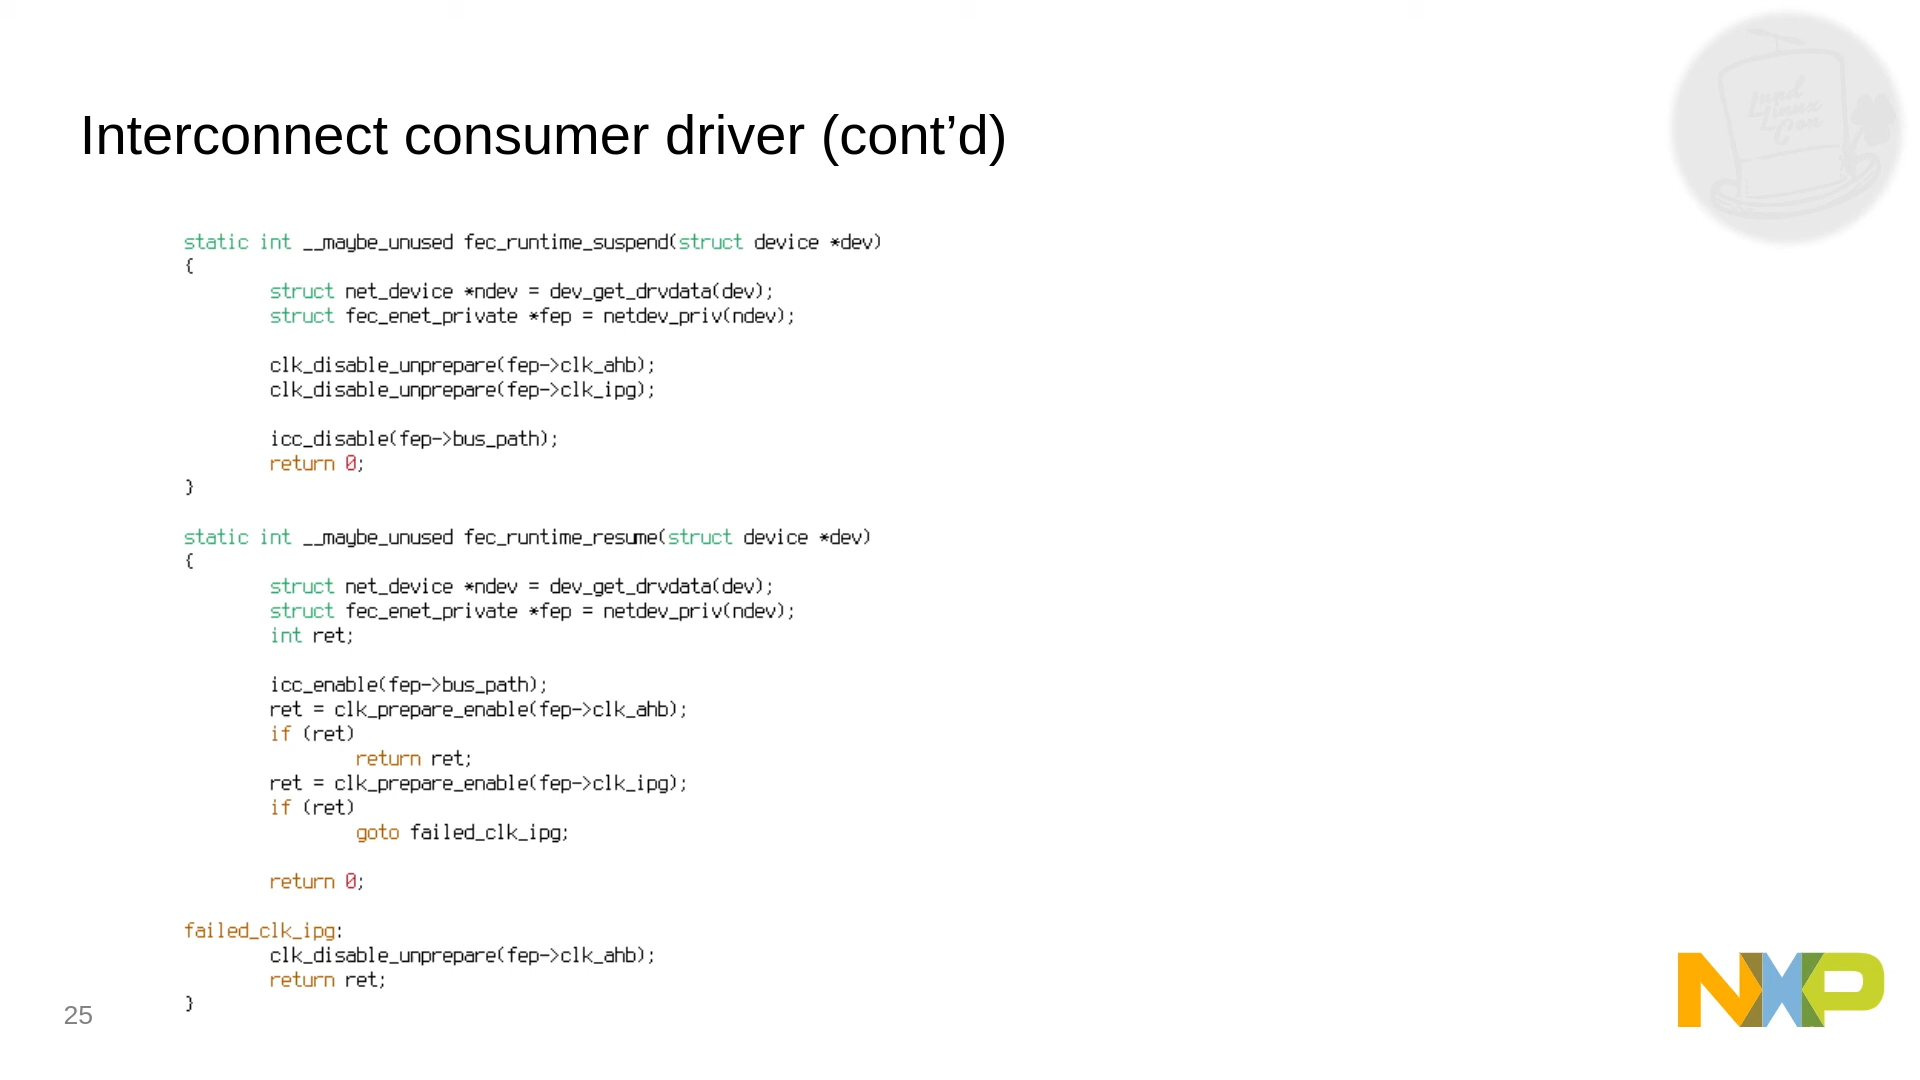 Interconnect consumer driver (cont’d)
static int __maybe_unused fec_runtime_suspend(struct device *dev)
{
struct net_device *ndev = dev_get_drvdata(dev);
struct fec_enet_private *fep = netdev_priv(ndev);
clk_disable_unprepare(fep->clk_ahb);
clk_disable_unprepare(fep->clk_ipg);
icc_disable(fep->bus_path);
return 0;
}
static int __maybe_unused fec_runtime_resume(struct device *dev)
{
struct net_device *ndev = dev_get_drvdata(dev);
struct fec_enet_private *fep = netdev_priv(ndev);
int ret;
icc_enable(fep->bus_path);
ret = clk_prepare_enable(fep->clk_ahb);
if (ret)
return ret;
ret = clk_prepare_enable(fep->clk_ipg);
if (ret)
goto failed_clk_ipg;
return 0;
failed_clk_ipg:
clk_disable_unprepare(fep->clk_ahb);
return ret;
}
25
NXP